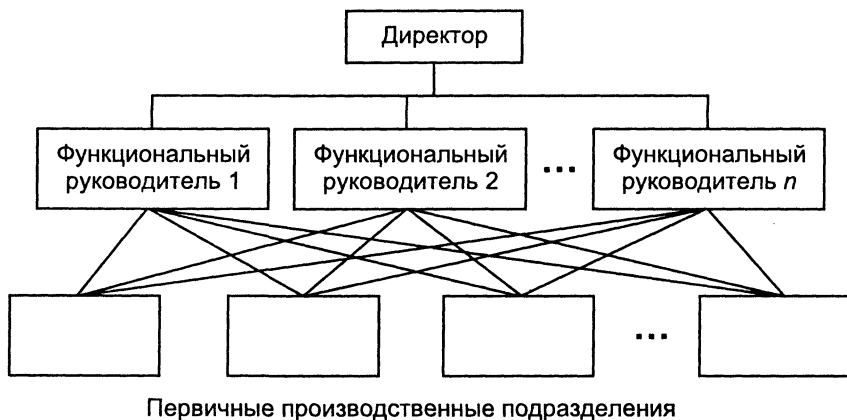 Директор
Функциональный
руководитель 1
Функциональный
руководитель 2
...
Функциональный
руководитель n
...
Первичные производственные подразделения